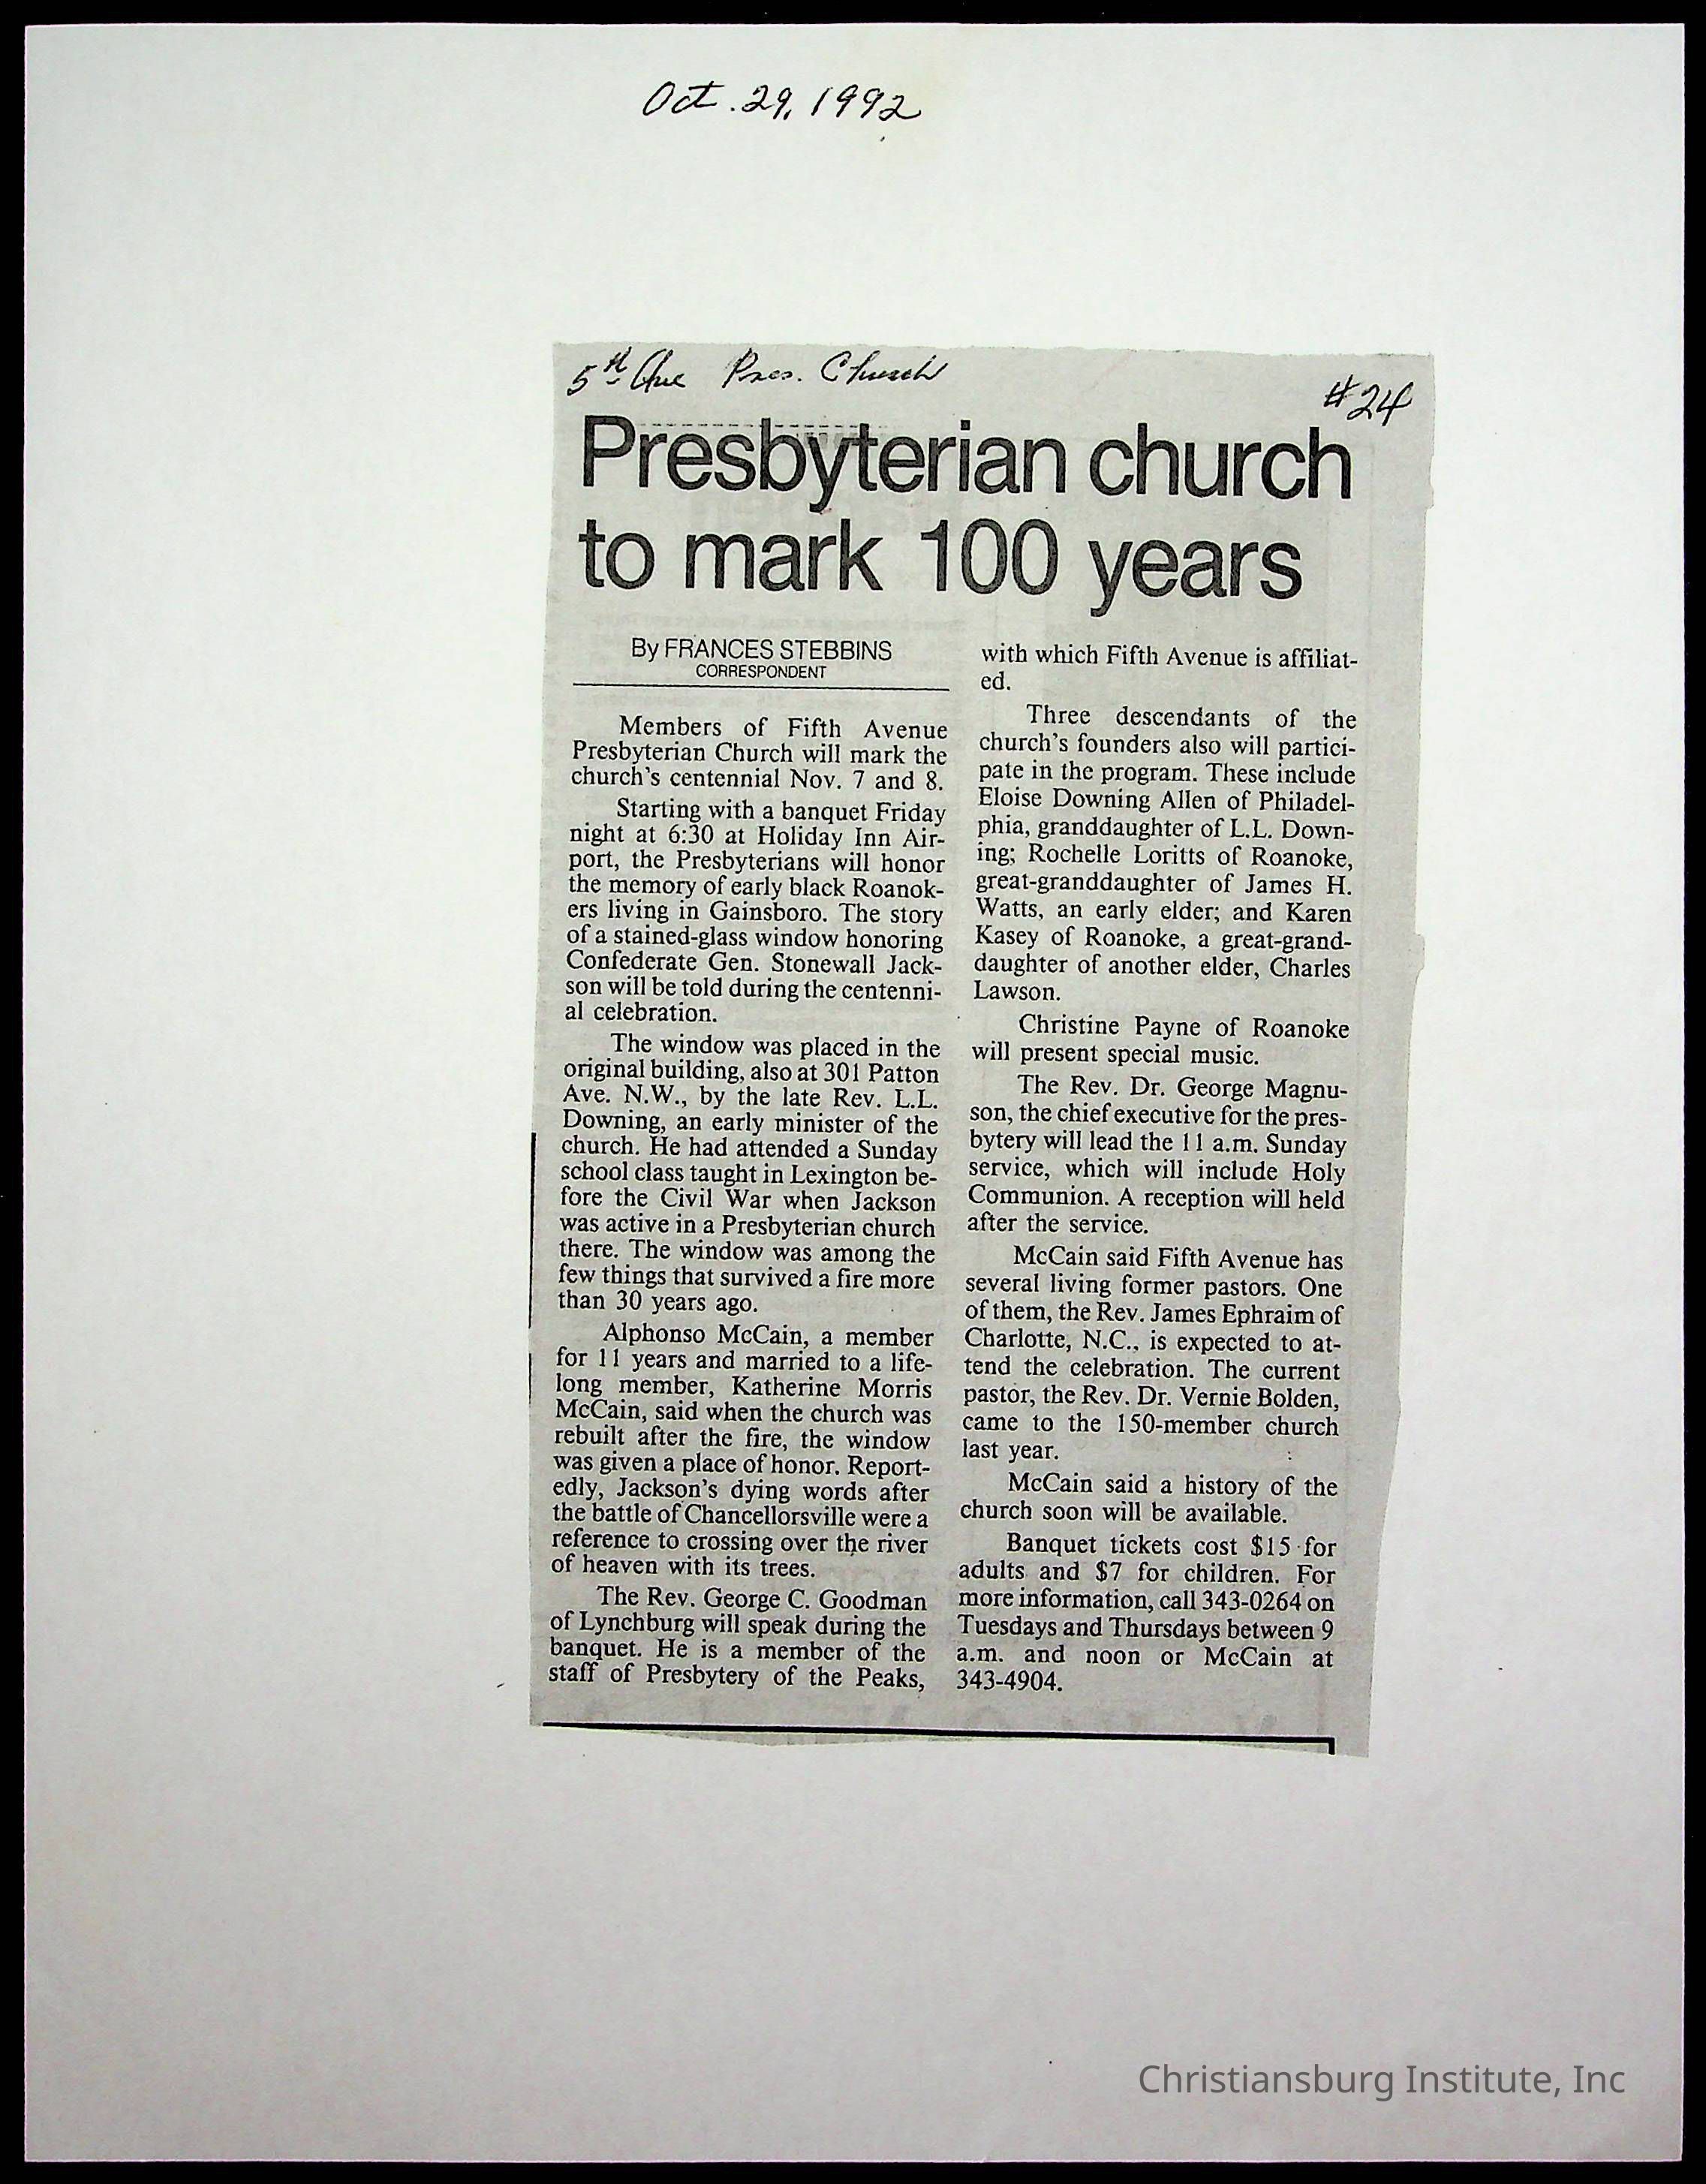 Oct. 29, 1992
5th Ave Pres. Church
#24
Presbyterian church
to mark 100 years
By FRANCES STEBBINS
CORRESPONDENT
Members of Fifth Avenue
Presbyterian Church will mark the
church's centennial Nov. 7 and 8.
Starting with a banquet Friday
night at 6:30 at Holiday Inn Air-
port, the Presbyterians will honor
the memory of early black Roanok-
ers living in Gainsboro. The story
of a stained-glass window honoring
Confederate Gen. Stonewall Jack-
son will be told during the centenni-
al celebration.
The window was placed in the
original building, also at 301 Patton
Ave. N.W., by the late Rev. L.L.
Downing, an early minister of the
church. He had attended a Sunday
school class taught in Lexington be-
fore the Civil War when Jackson
was active in a Presbyterian church
there. The window was among the
few things that survived a fire more
than 30 years ago.
Alphonso McCain, a member
for 11 years and married to a life-
long member, Katherine Morris
McCain, said when the church was
rebuilt after the fire, the window
was given a place of honor. Report-
edly, Jackson's dying words after
the battle of Chancellorsville were a
reference to crossing over the river
of heaven with its trees.
The Rev. George C. Goodman
of Lynchburg will speak during the
banquet. He is a member of the
staff of Presbytery of the Peaks,
with which Fifth Avenue is affiliat-
ed.
Three descendants of the
church's founders also will partici-
pate in the program. These include
Eloise Downing Allen of Philadel-
phia, granddaughter of L.L. Down-
ing; Rochelle Loritts of Roanoke,
great-granddaughter of James H.
Watts, an early elder; and Karen
Kasey of Roanoke, a great-grand-
daughter of another elder, Charles
Lawson.
Christine Payne of Roanoke
will present special music.
The Rev. Dr. George Magnu-
son, the chief executive for the pres-
bytery will lead the 11 a.m. Sunday
service, which will include Holy
Communion. A reception will held
after the service.
McCain said Fifth Avenue has
several living former pastors. One
of them, the Rev. James Ephraim of
Charlotte, N.C., is expected to at-
tend the celebration. The current
pastor, the Rev. Dr. Vernie Bolden,
came to the 150-member church
last year.
McCain said a history of the
church soon will be available.
Banquet tickets cost $15 for
adults and $7 for children. For
more information, call 343-0264 on
Tuesdays and Thursdays between 9
a.m. and noon or McCain at
343-4904.
Christiansburg Institute, Inc